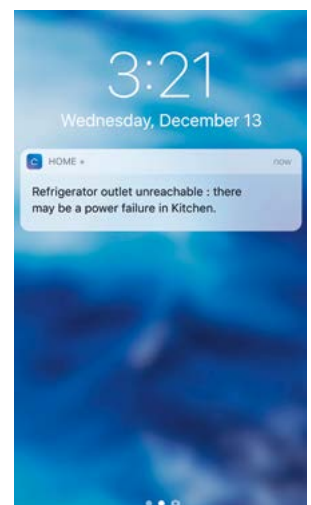 3:21
Wednesday, December 13
HOME +
now
Refrigerator outlet unreachable : there
may be a power failure in Kitchen.